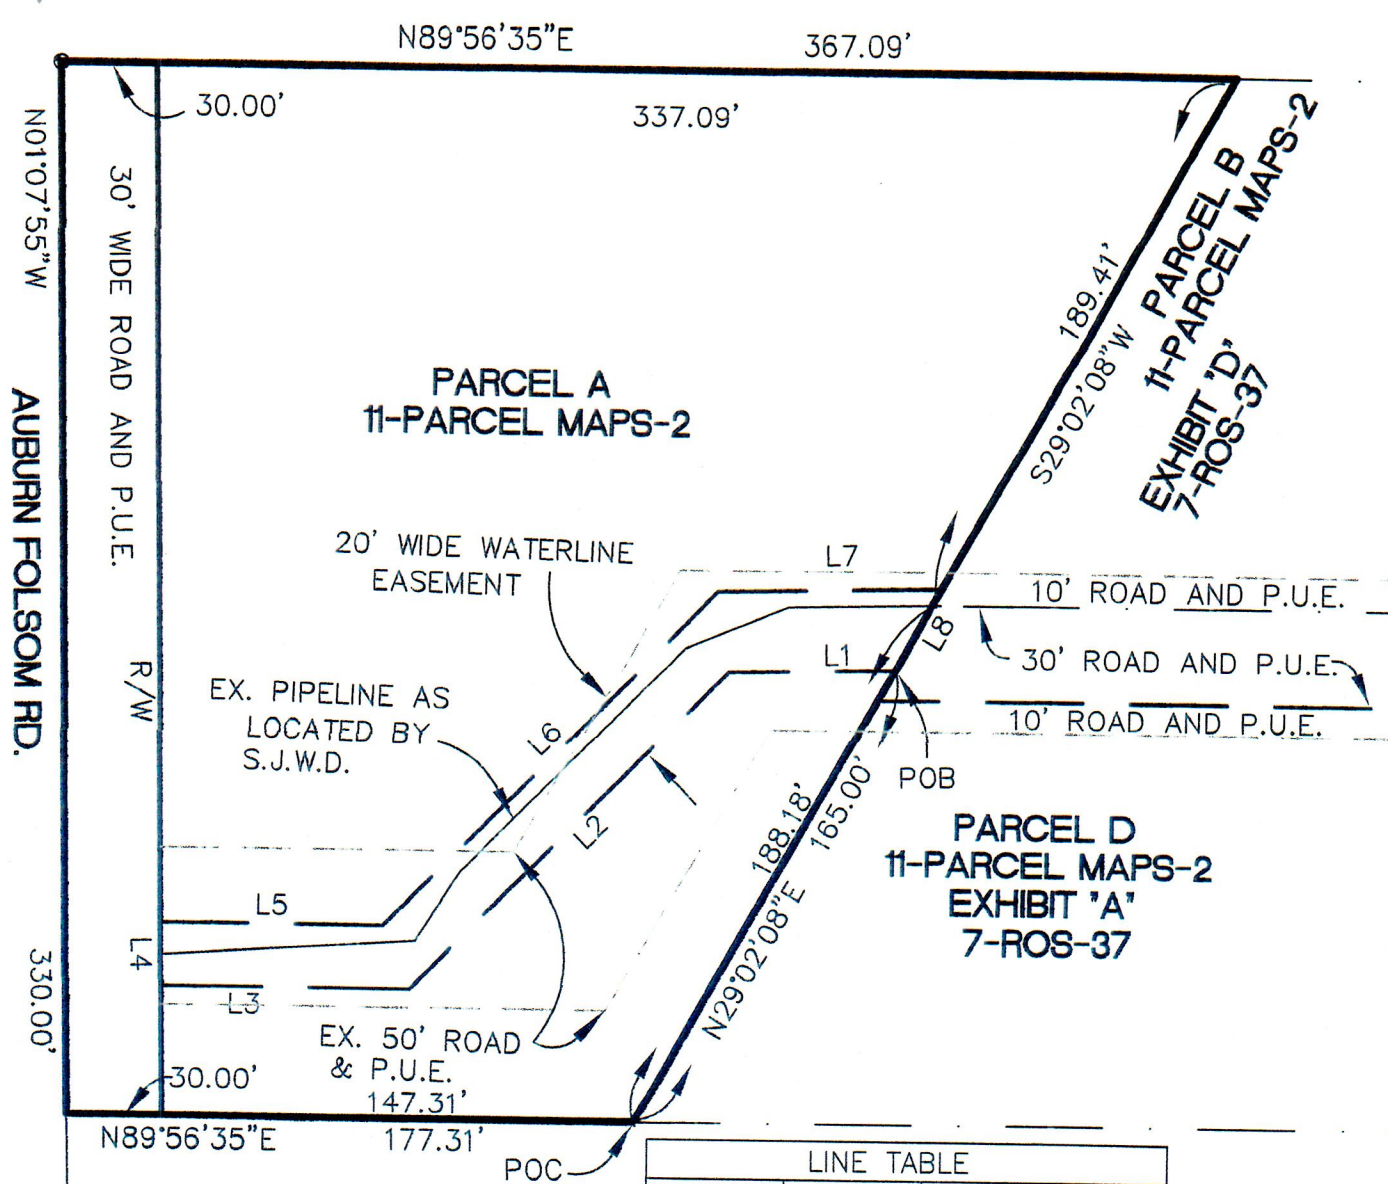 N89°56'35"E
367.09'
30.00'
337.09'
N01°07'55"W
30' WIDE ROAD AND P.U.E.
AUBURN FOLSOM RD.
330.00'
R/W
PARCEL B
11-PARCEL MAPS-2
EXHIBIT "D"
7-ROS-37
189.41'
S29°02'08"W
PARCEL A
11-PARCEL MAPS-2
20' WIDE WATERLINE
EASEMENT
L7
10' ROAD AND P.U.E.
L8
L1
30' ROAD AND P.U.E.
10' ROAD AND P.U.E.
EX. PIPELINE AS
LOCATED BY
S.J.W.D.
L6
L2
POB
188.18'
165.00'
N29°02'08"E
PARCEL D
11-PARCEL MAPS-2
EXHIBIT "A"
7-ROS-37
L5
L4
L3
EX. 50' ROAD
& P.U.E.
30.00'
147.31'
N89°56'35"E
177.31'
POC
LINE TABLE